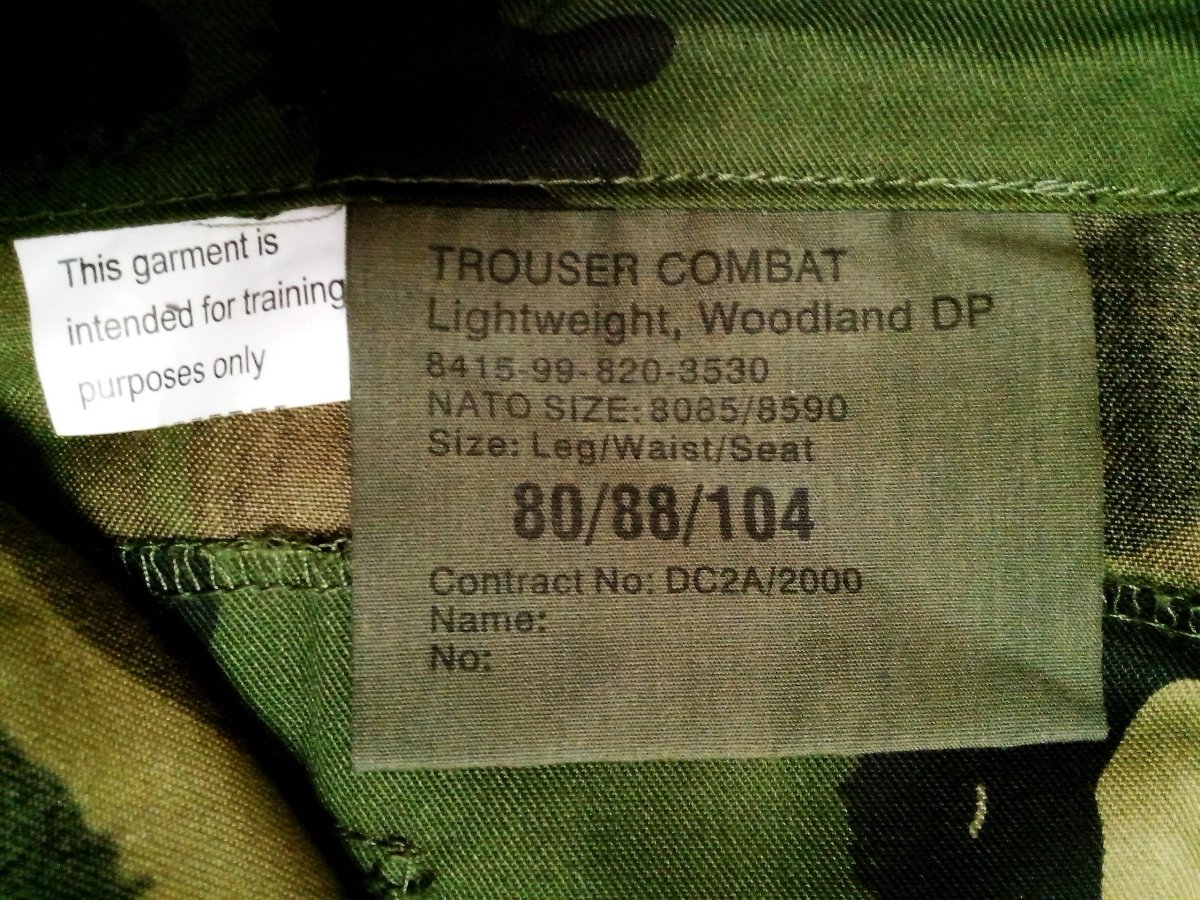 This garment is
intended for training
purposes only
TROUSER COMBAT
Lightweight, Woodland DP
8415-99-820-3530
NATO SIZE: 8085/8590
Size: Leg/Waist/Seat
80/88/104
Contract No: DC2A/2000
Name:
No: